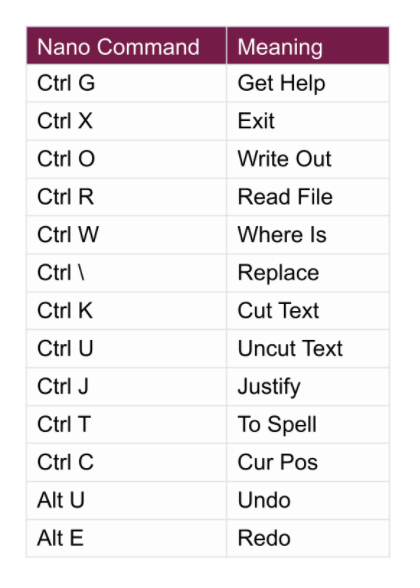 Nano Command Meaning
Ctrl G Get Help
Ctrl X Exit
Ctrl O Write Out
Ctrl R Read File
Ctrl W Where Is
Ctrl \ Replace
Ctrl K Cut Text
Ctrl U Uncut Text
Ctrl J Justify
Ctrl T To Spell
Ctrl C Cur Pos
Alt U Undo
Alt E Redo